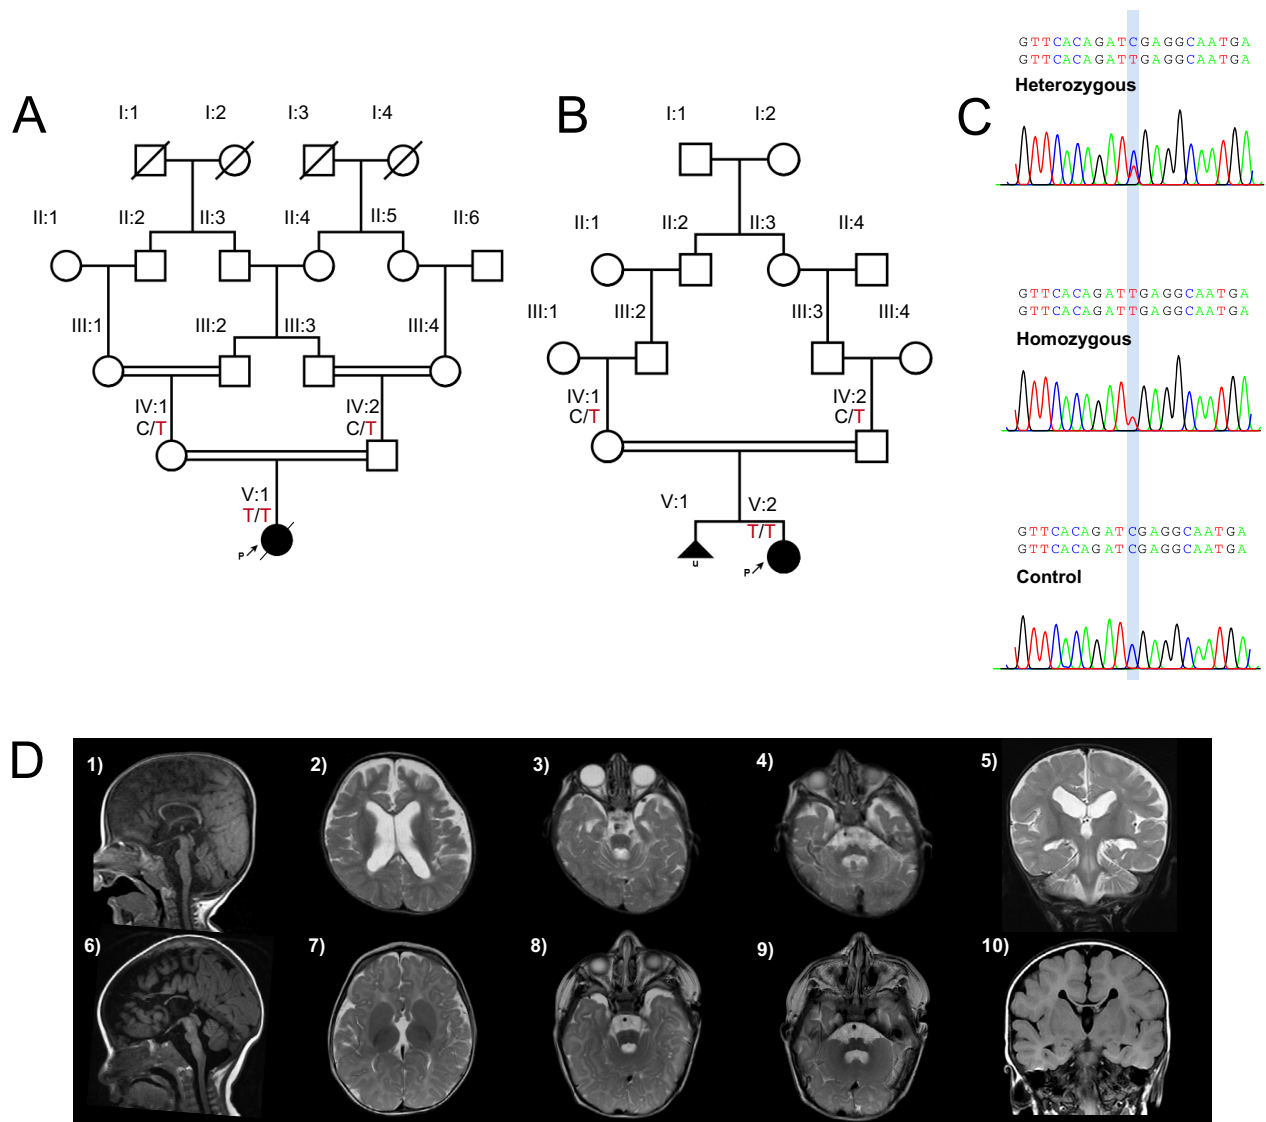 A
I:1 I:2 I:3 I:4
II:1 II:2 II:3 II:4 II:5 II:6
III:1 III:2 III:3 III:4
IV:1 IV:2
C/T C/T
V:1
T/T
P
B
I:1 I:2
II:1 II:2 II:3 II:4
III:1 III:2 III:3 III:4
IV:1 IV:2
C/T C/T
V:1 V:2
T/T
u
P
C
GTTCACAGATCGAGGCAATGA
GTTCACAGATTGAGGCAATGA
Heterozygous
GTTCACAGATTGAGGCAATGA
GTTCACAGATTGAGGCAATGA
Homozygous
GTTCACAGATCGAGGCAATGA
GTTCACAGATCGAGGCAATGA
Control
D
1) 2) 3) 4) 5)
6) 7) 8) 9) 10)